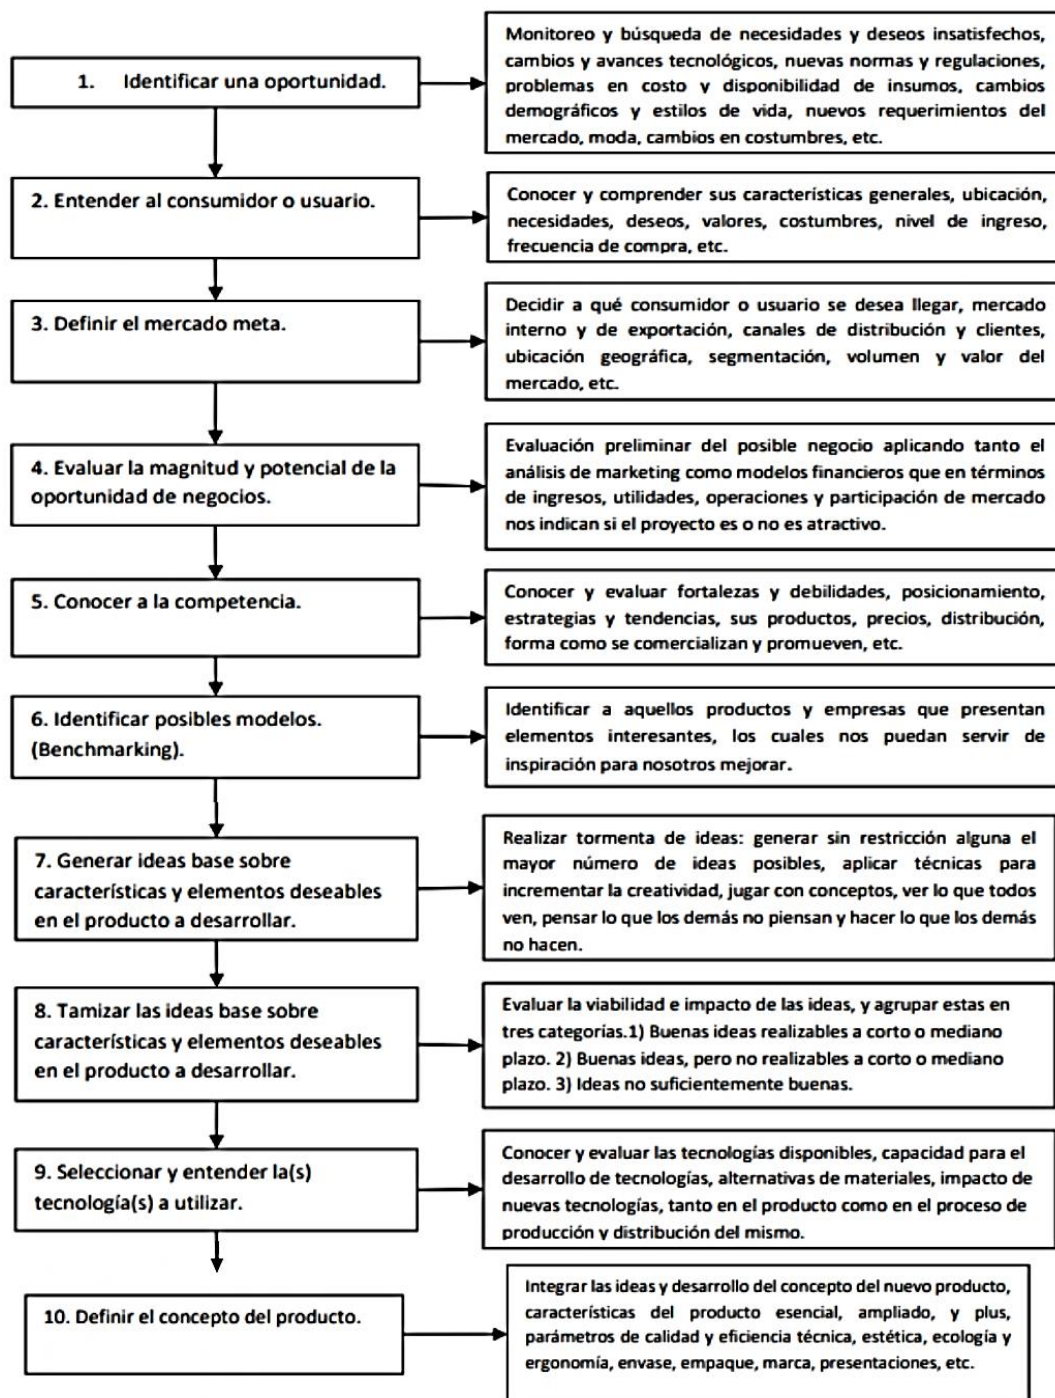 1. Identificar una oportunidad.
Monitoreo y búsqueda de necesidades y deseos insatisfechos,
cambios y avances tecnológicos, nuevas normas y regulaciones,
problemas en costo y disponibilidad de insumos, cambios
demográficos y estilos de vida, nuevos requerimientos del
mercado, moda, cambios en costumbres, etc.
2. Entender al consumidor o usuario.
Conocer y comprender sus características generales, ubicación,
necesidades, deseos, valores, costumbres, nivel de ingreso,
frecuencia de compra, etc.
3. Definir el mercado meta.
Decidir a qué consumidor o usuario se desea llegar, mercado
interno y de exportación, canales de distribución y clientes,
ubicación geográfica, segmentación, volumen y valor del
mercado, etc.
4. Evaluar la magnitud y potencial de la
oportunidad de negocios.
Evaluación preliminar del posible negocio aplicando tanto el
análisis de marketing como modelos financieros que en términos
de ingresos, utilidades, operaciones y participación de mercado
nos indican si el proyecto es o no es atractivo.
5. Conocer a la competencia.
Conocer y evaluar fortalezas y debilidades, posicionamiento,
estrategias y tendencias, sus productos, precios, distribución,
forma como se comercializan y promueven, etc.
6. Identificar posibles modelos.
(Benchmarking).
Identificar a aquellos productos y empresas que presentan
elementos interesantes, los cuales nos puedan servir de
inspiración para nosotros mejorar.
7. Generar ideas base sobre
características y elementos deseables
en el producto a desarrollar.
Realizar tormenta de ideas: generar sin restricción alguna el
mayor número de ideas posibles, aplicar técnicas para
incrementar la creatividad, jugar con conceptos, ver lo que todos
ven, pensar lo que los demás no piensan y hacer lo que los demás
no hacen.
8. Tamizar las ideas base sobre
características y elementos deseables
en el producto a desarrollar.
Evaluar la viabilidad e impacto de las ideas, y agrupar estas en
tres categorías.1) Buenas ideas realizables a corto o mediano
plazo. 2) Buenas ideas, pero no realizables a corto o mediano
plazo. 3) Ideas no suficientemente buenas.
9. Seleccionar y entender la(s)
tecnología(s) a utilizar.
Conocer y evaluar las tecnologías disponibles, capacidad para el
desarrollo de tecnologías, alternativas de materiales, impacto de
nuevas tecnologías, tanto en el producto como en el proceso de
producción y distribución del mismo.
10. Definir el concepto del producto.
Integrar las ideas y desarrollo del concepto del nuevo producto,
características del producto esencial, ampliado, y plus,
parámetros de calidad y eficiencia técnica, estética, ecología y
ergonomía, envase, empaque, marca, presentaciones, etc.